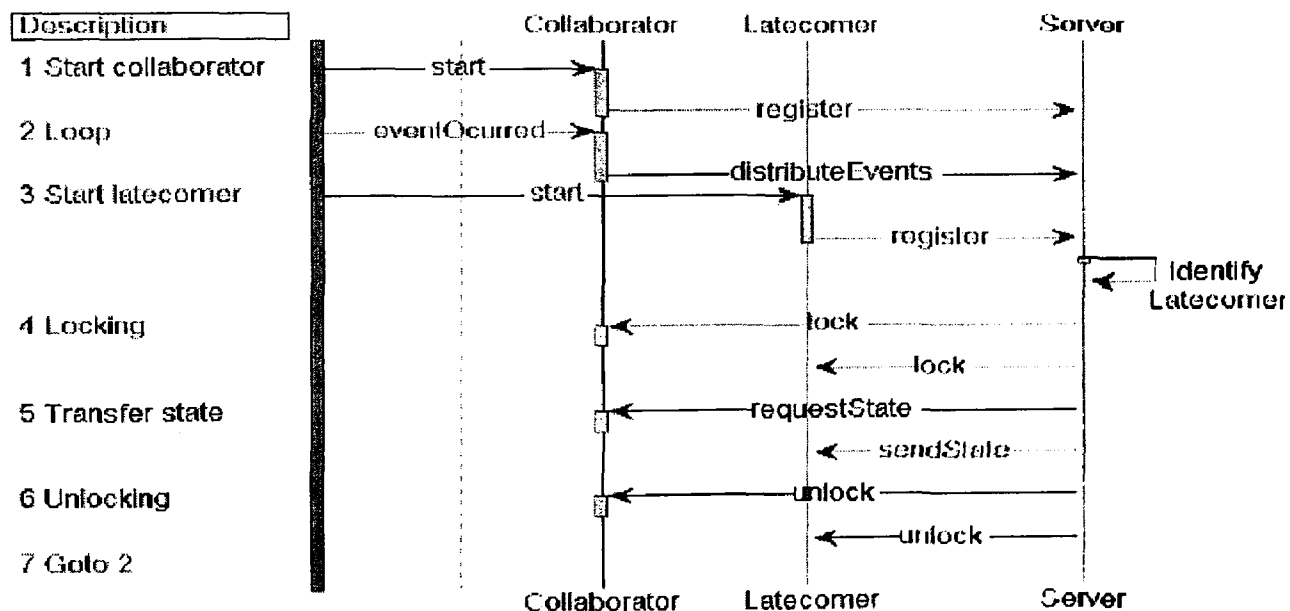 Description Collaborator Latecomer Server
1 Start collaborator start
register
2 Loop eventOcurred
distributeEvents
3 Start latecomer start
register
Identify
Latecomer
4 Locking lock
lock
5 Transfer state requestState
sendState
6 Unlocking unlock
unlock
7 Goto 2
Collaborator Latecomer Server